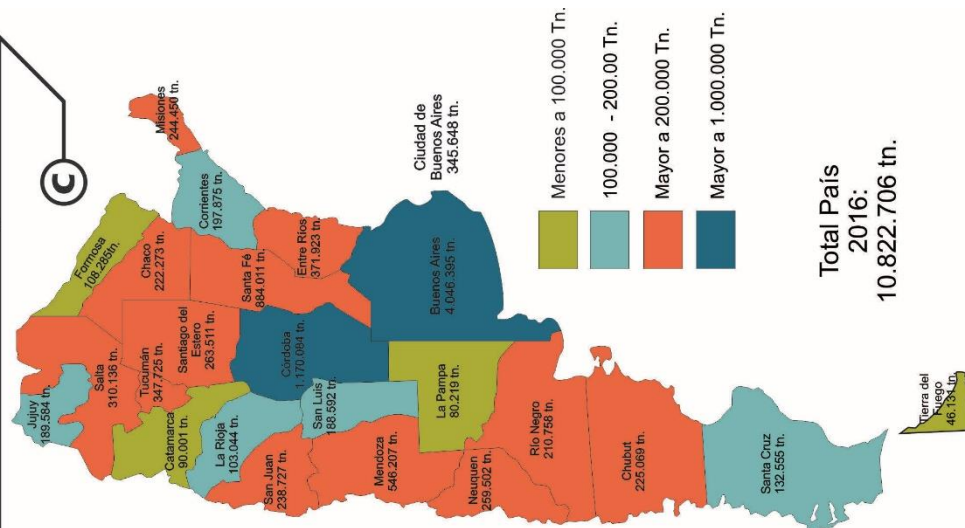 C
Misiones
244.450 tn.
Formosa
108.285tn.
Corrientes
197.875 tn.
Chaco
222.273 tn.
Jujuy
189.584 tn.
Salta
310.136 tn.
Tucumán
347.725 tn.
Santiago del
Estero
263.511 tn.
Santa Fé
884.011 tn.
Entre Ríos
371.923 tn.
Catamarca
90.001 tn.
La Rioja
103.044 tn.
Córdoba
1.170.084 tn.
San Juan
238.727 tn.
San Luis
188.592 tn.
Mendoza
546.207 tn.
Ciudad de
Buenos Aires
345.648 tn.
Buenos Aires
4.046.395 tn.
La Pampa
80.219 tn.
Neuquen
259.502 tn.
Río Negro
210.758 tn.
Chubut
225.069 tn.
Santa Cruz
132.555 tn.
Tierra del
Fuego
46.131 tn.
Menores a 100.000 Tn.
100.000 - 200.00 Tn.
Mayor a 200.000 Tn.
Mayor a 1.000.000 Tn.
Total País
2016:
10.822.706 tn.